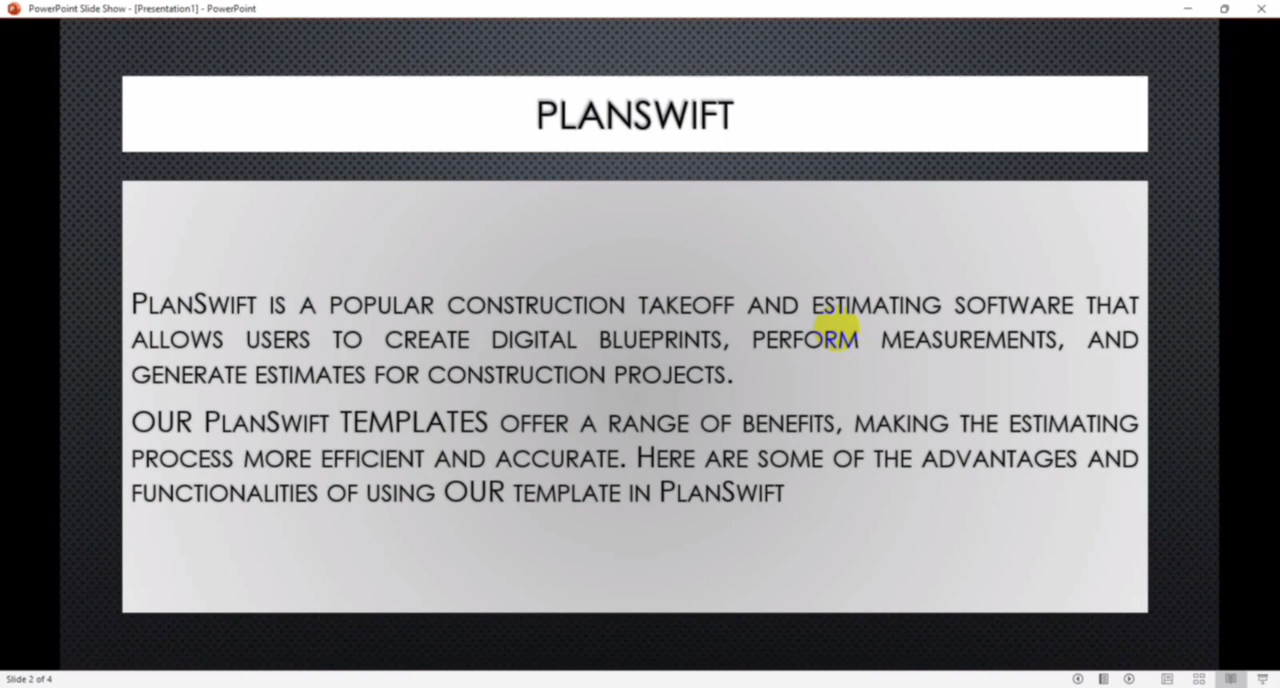 PowerPoint Slide Show - [Presentation1] - PowerPoint
PLANSWIFT
PLANSWIFT IS A POPULAR CONSTRUCTION TAKEOFF AND ESTIMATING SOFTWARE THAT
ALLOWS USERS TO CREATE DIGITAL BLUEPRINTS, PERFORM MEASUREMENTS, AND
GENERATE ESTIMATES FOR CONSTRUCTION PROJECTS.
OUR PLANSWIFT TEMPLATES OFFER A RANGE OF BENEFITS, MAKING THE ESTIMATING
PROCESS MORE EFFICIENT AND ACCURATE. HERE ARE SOME OF THE ADVANTAGES AND
FUNCTIONALITIES OF USING OUR TEMPLATE IN PLANSWIFT
Slide 2 of 4